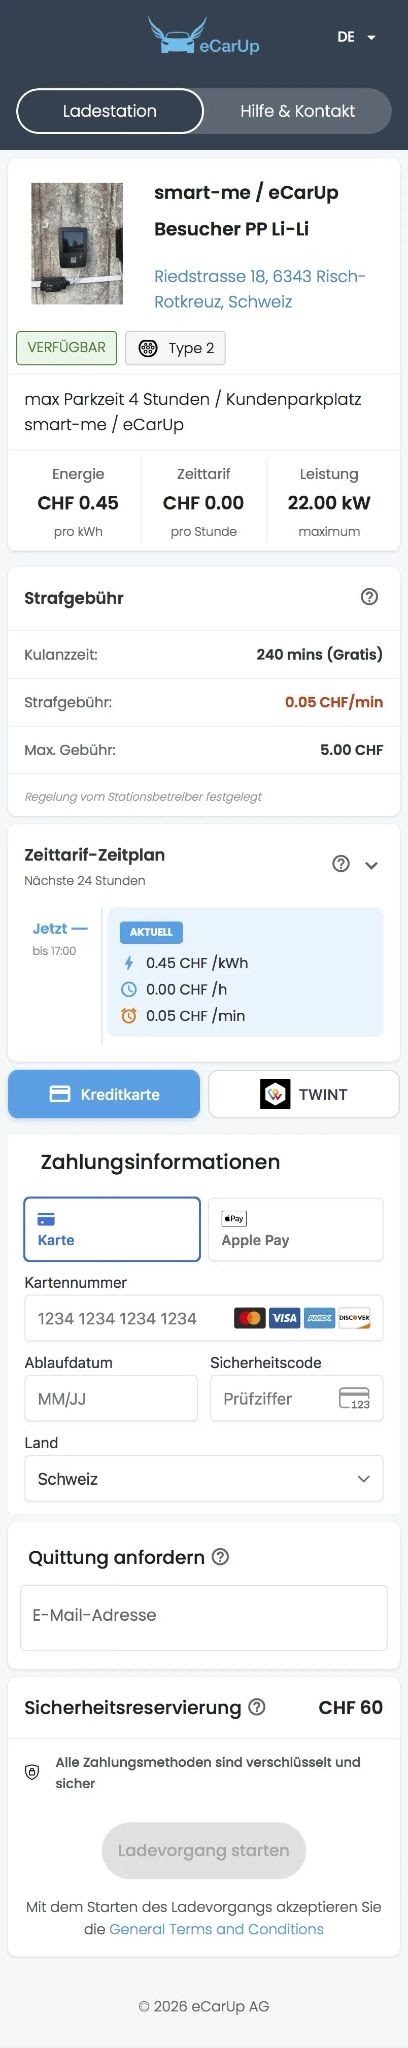 eCarUp
DE
Ladestation
Hilfe & Kontakt
smart-me / eCarUp
Besucher PP Li-Li
Riedstrasse 18, 6343 Risch-
Rotkreuz, Schweiz
VERFÜGBAR
Type 2
max Parkzeit 4 Stunden / Kundenparkplatz
smart-me / eCarUp
Energie
CHF 0.45
pro kWh
Zeittarif
CHF 0.00
pro Stunde
Leistung
22.00 kW
maximum
Strafgebühr
Kulanzzeit: 240 mins (Gratis)
Strafgebühr: 0.05 CHF/min
Max. Gebühr: 5.00 CHF
Regelung vom Stationsbetreiber festgelegt
Zeittarif-Zeitplan
Nächste 24 Stunden
Jetzt
bis 17:00
AKTUELL
0.45 CHF /kWh
0.00 CHF /h
0.05 CHF /min
Kreditkarte
TWINT
Zahlungsinformationen
Karte
Pay
Apple Pay
Kartennummer
1234 1234 1234 1234
VISA
AMEX
DISCOVER
Ablaufdatum
MM/JJ
Sicherheitscode
Prüfziffer
123
Land
Schweiz
Quittung anfordern
E-Mail-Adresse
Sicherheitsreservierung CHF 60
Alle Zahlungsmethoden sind verschlüsselt und
sicher
Ladevorgang starten
Mit dem Starten des Ladevorgangs akzeptieren Sie
die General Terms and Conditions
© 2026 eCarUp AG